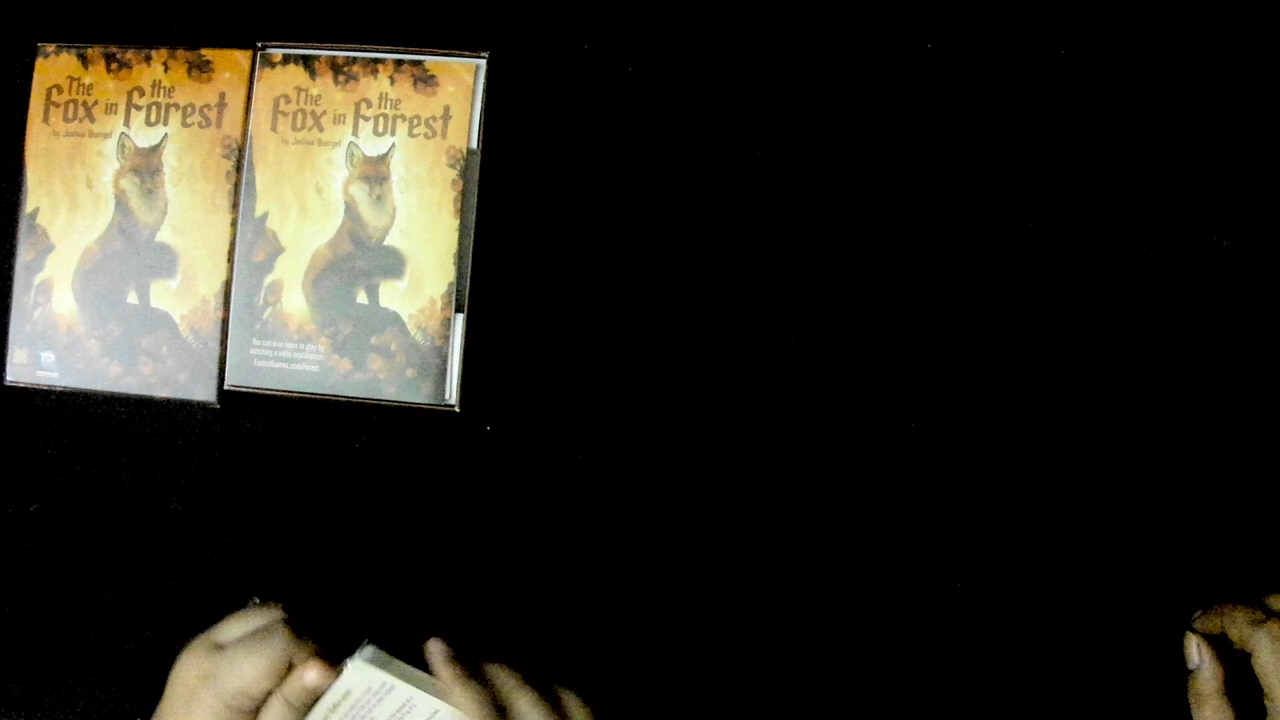 The Fox in the Forest
by Joshua Buergel
The Fox in the Forest
by Joshua Buergel
You can also learn to play by
watching a video explanation:
FoxtrotGames.com/Forest